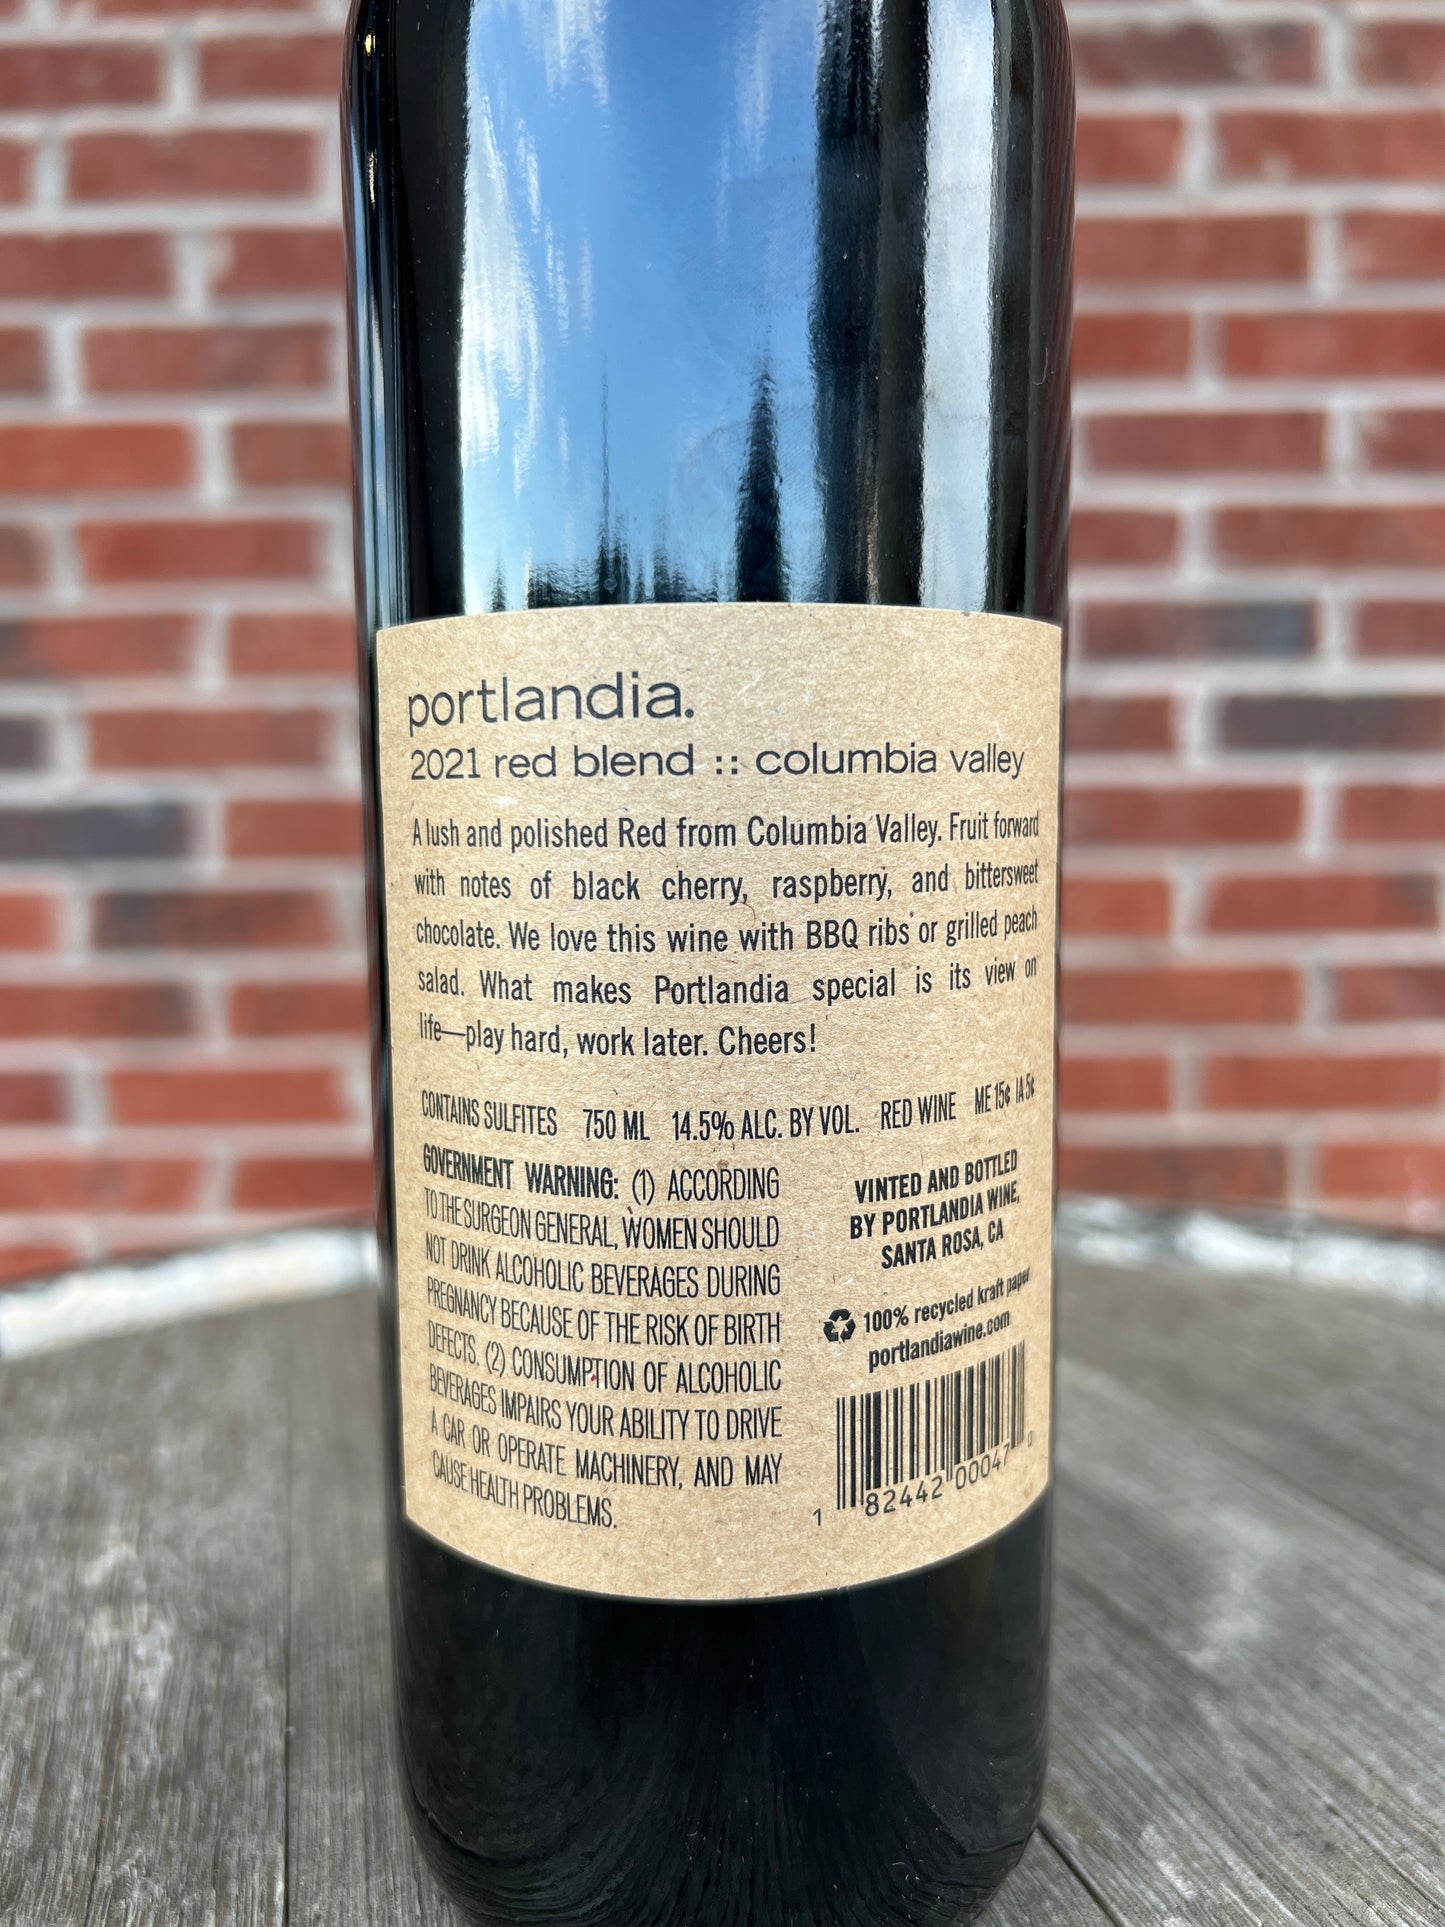 portlandia.
2021 red blend :: columbia valley
A lush and polished Red from Columbia Valley. Fruit forward
with notes of black cherry, raspberry, and bittersweet
chocolate. We love this wine with BBQ ribs or grilled peach
salad. What makes Portlandia special is its view on
life—play hard, work later. Cheers!
CONTAINS SULFITES 750 ML 14.5% ALC. BY VOL. RED WINE ME 15¢ IA 5¢
GOVERNMENT WARNING: (1) ACCORDING
TO THE SURGEON GENERAL, WOMEN SHOULD
NOT DRINK ALCOHOLIC BEVERAGES DURING
PREGNANCY BECAUSE OF THE RISK OF BIRTH
DEFECTS. (2) CONSUMPTION OF ALCOHOLIC
BEVERAGES IMPAIRS YOUR ABILITY TO DRIVE
A CAR OR OPERATE MACHINERY, AND MAY
CAUSE HEALTH PROBLEMS.
VINTED AND BOTTLED
BY PORTLANDIA WINE,
SANTA ROSA, CA
100% recycled kraft paper
portlandiawine.com
1 82442 00047 0